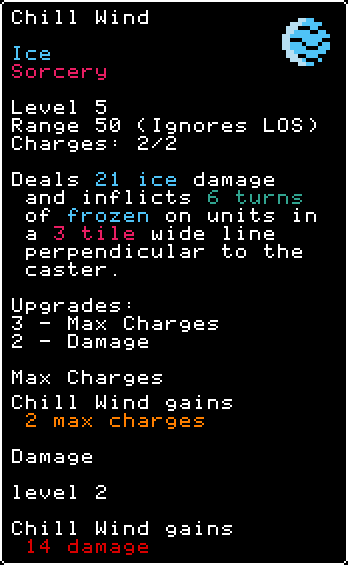 Chill Wind
Ice
Sorcery
Level 5
Range 50 (Ignores LOS)
Charges: 2/2
Deals 21 ice damage
and inflicts 6 turns
of frozen on units in
a 3 tile wide line
perpendicular to the
caster.
Upgrades:
3 - Max Charges
2 - Damage
Max Charges
Chill Wind gains
2 max charges
Damage
level 2
Chill Wind gains
14 damage